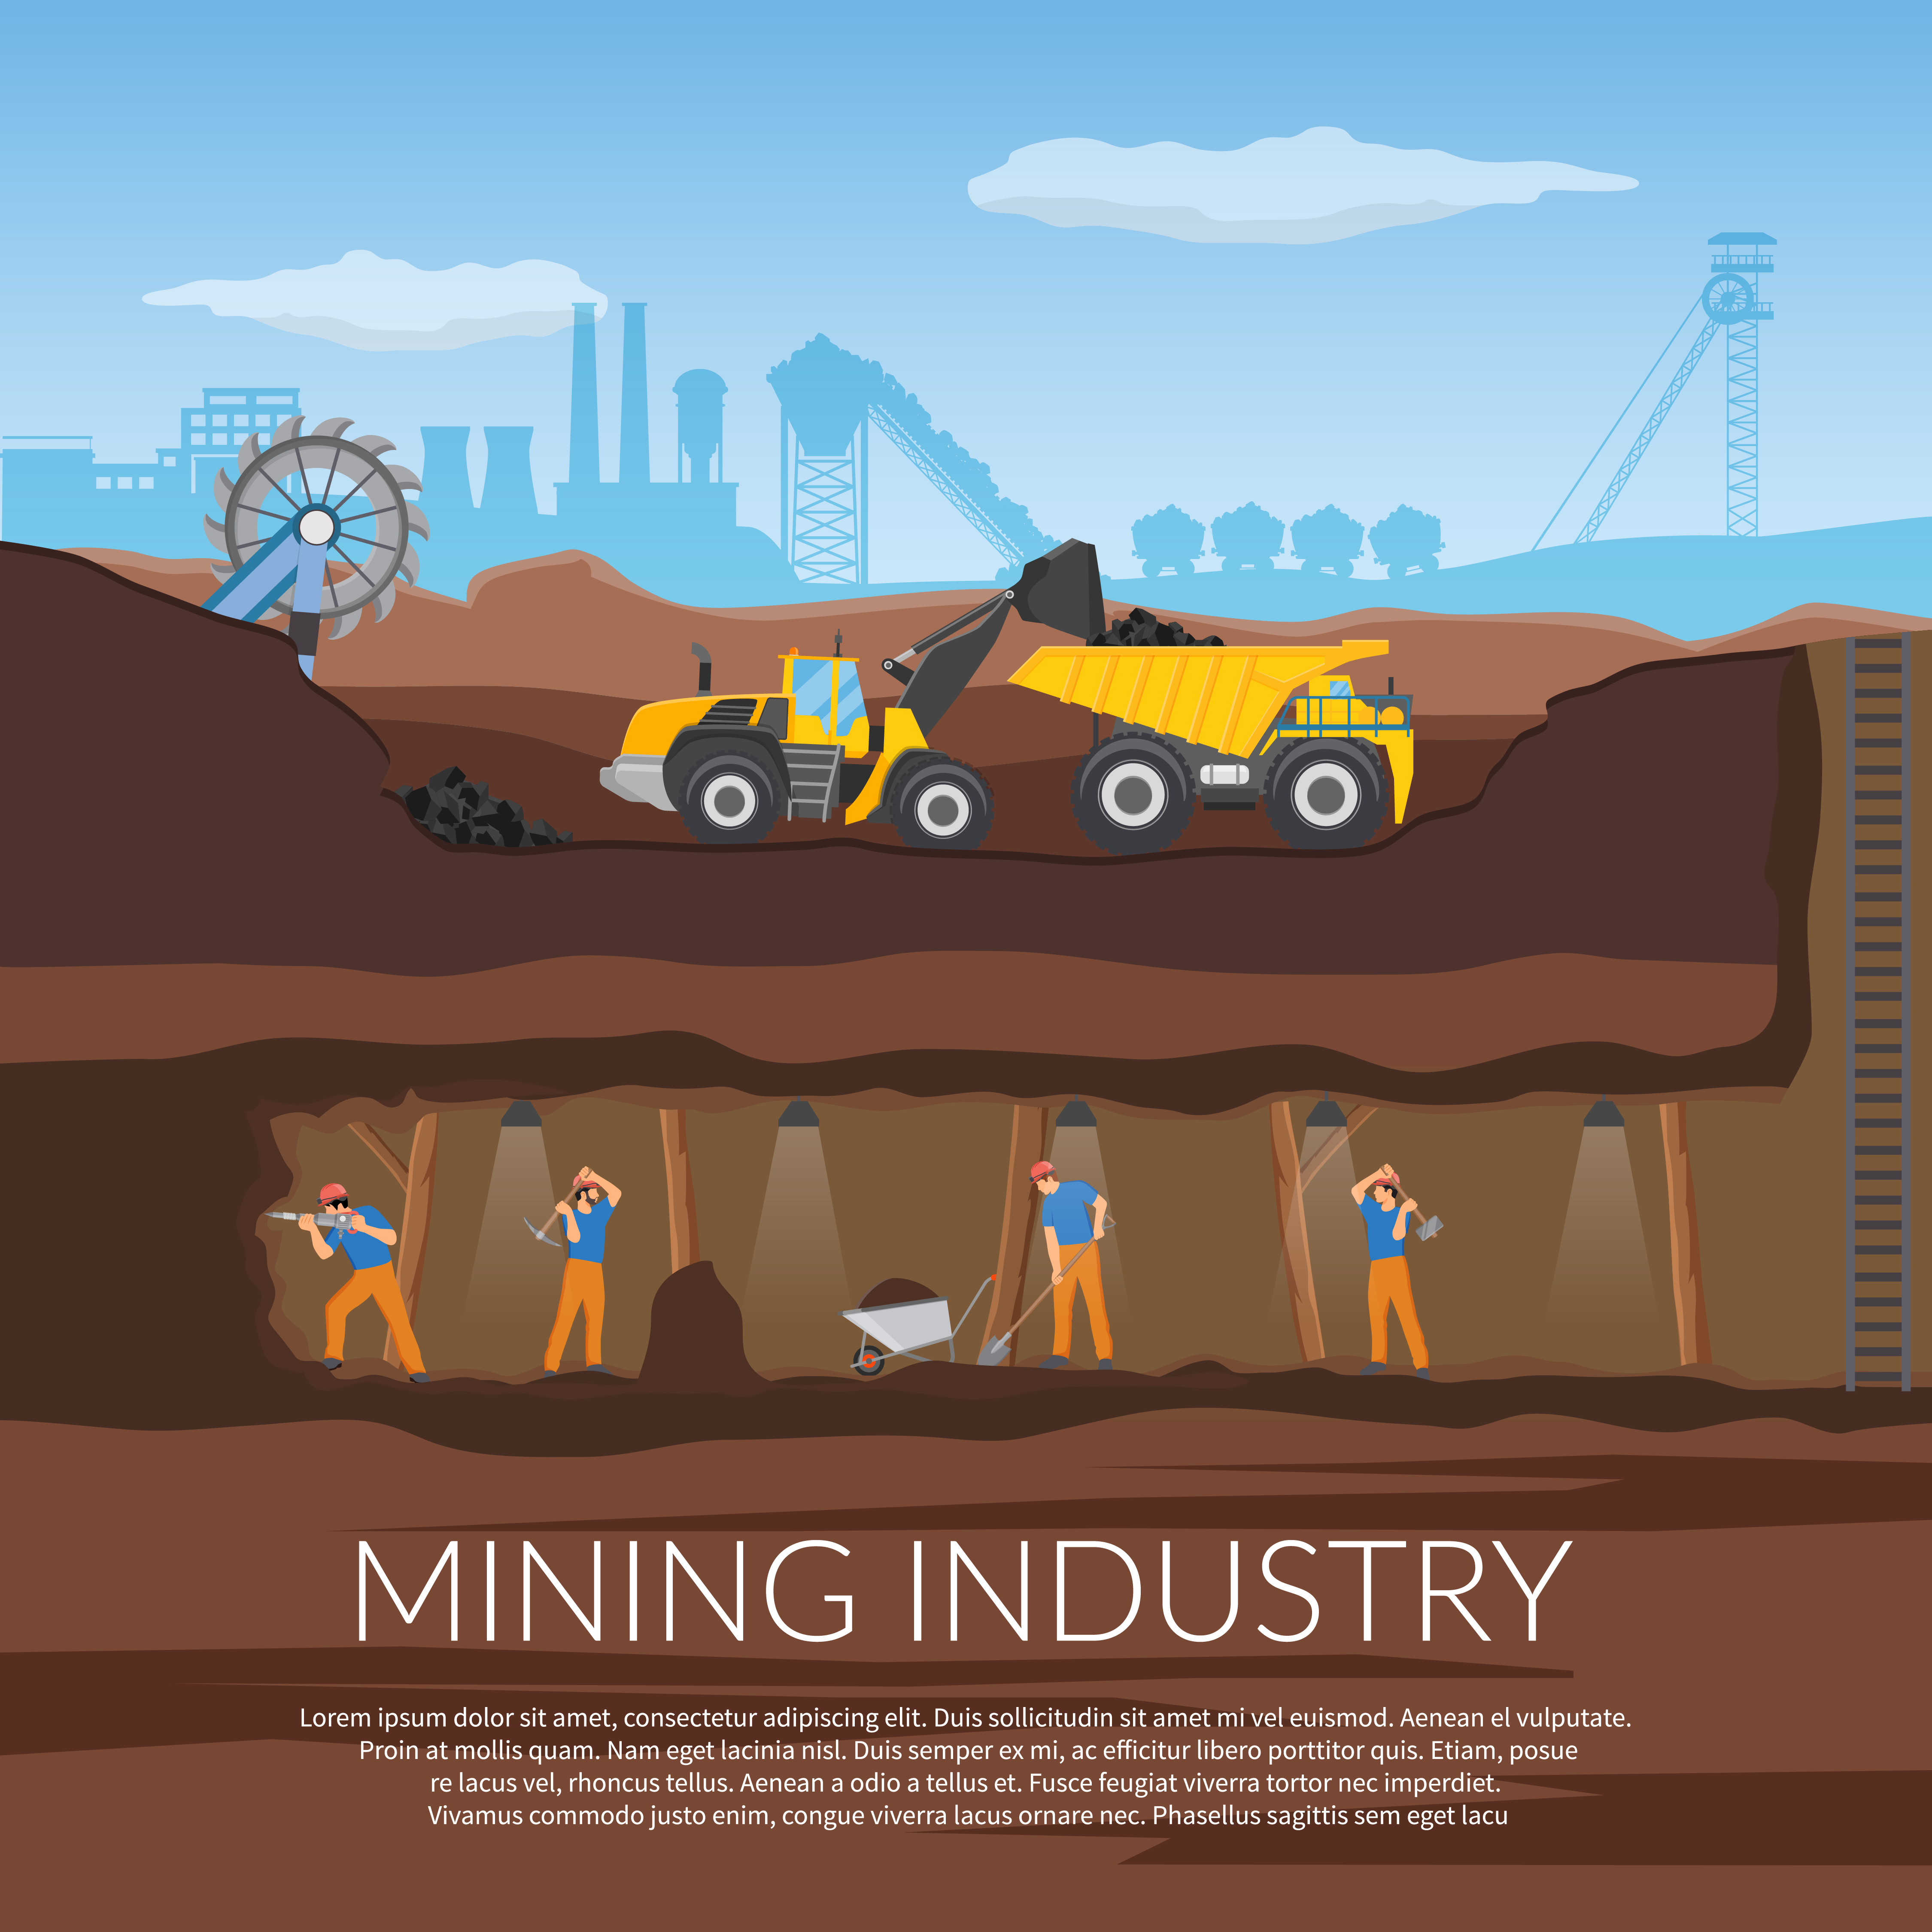 MINING INDUSTRY
Lorem ipsum dolor sit amet, consectetur adipiscing elit. Duis sollicitudin sit amet mi vel euismod. Aenean el vulputate.
Proin at mollis quam. Nam eget lacinia nisl. Duis semper ex mi, ac efficitur libero porttitor quis. Etiam, posue
re lacus vel, rhoncus tellus. Aenean a odio a tellus et. Fusce feugiat viverra tortor nec imperdiet.
Vivamus commodo justo enim, congue viverra lacus ornare nec. Phasellus sagittis sem eget lacu